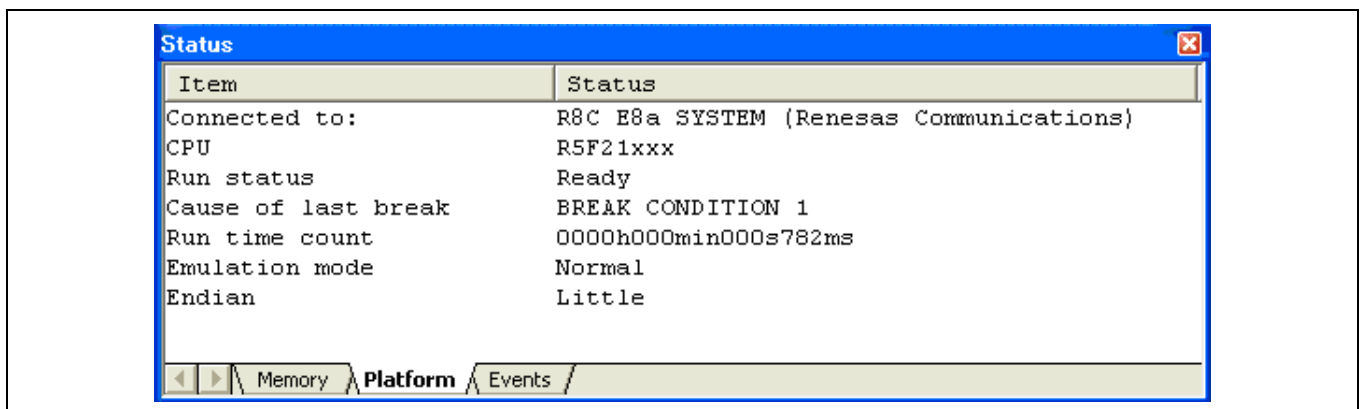 Status
Item Status
Connected to: R8C E8a SYSTEM (Renesas Communications)
CPU R5F21xxx
Run status Ready
Cause of last break BREAK CONDITION 1
Run time count 0000h000min000s782ms
Emulation mode Normal
Endian Little
Memory Platform Events